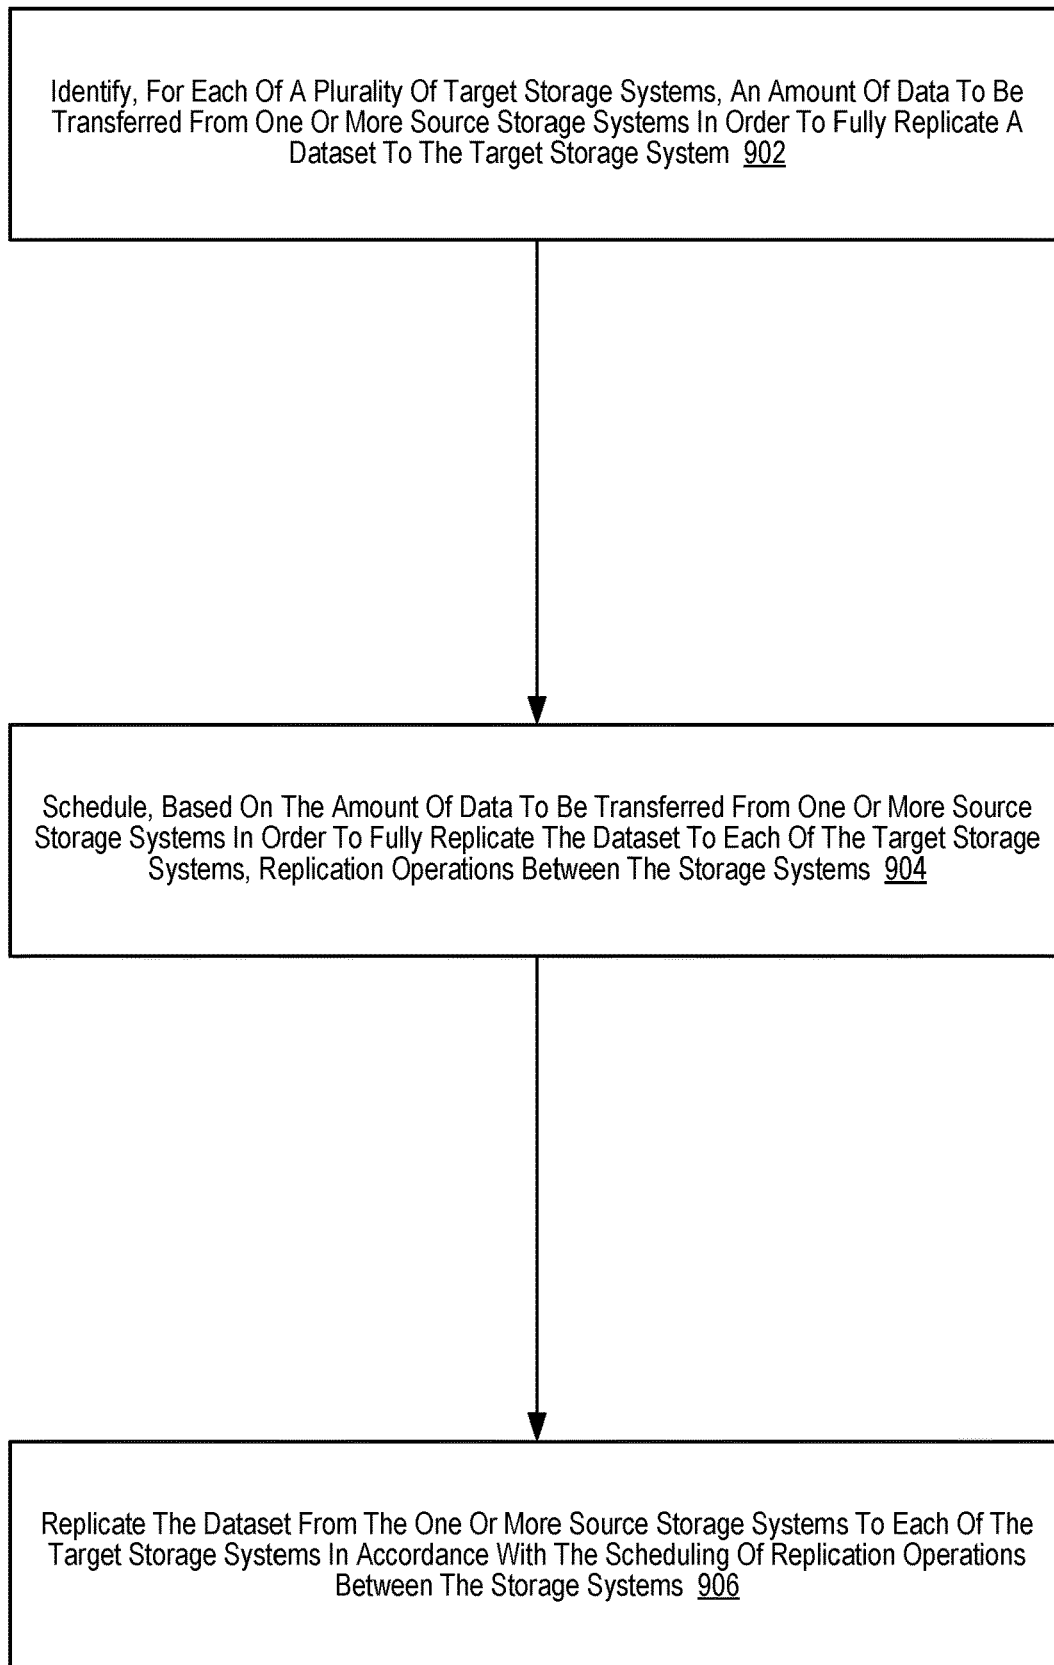 Identify, For Each Of A Plurality Of Target Storage Systems, An Amount Of Data To Be
Transferred From One Or More Source Storage Systems In Order To Fully Replicate A
Dataset To The Target Storage System 902
Schedule, Based On The Amount Of Data To Be Transferred From One Or More Source
Storage Systems In Order To Fully Replicate The Dataset To Each Of The Target Storage
Systems, Replication Operations Between The Storage Systems 904
Replicate The Dataset From The One Or More Source Storage Systems To Each Of The
Target Storage Systems In Accordance With The Scheduling Of Replication Operations
Between The Storage Systems 906